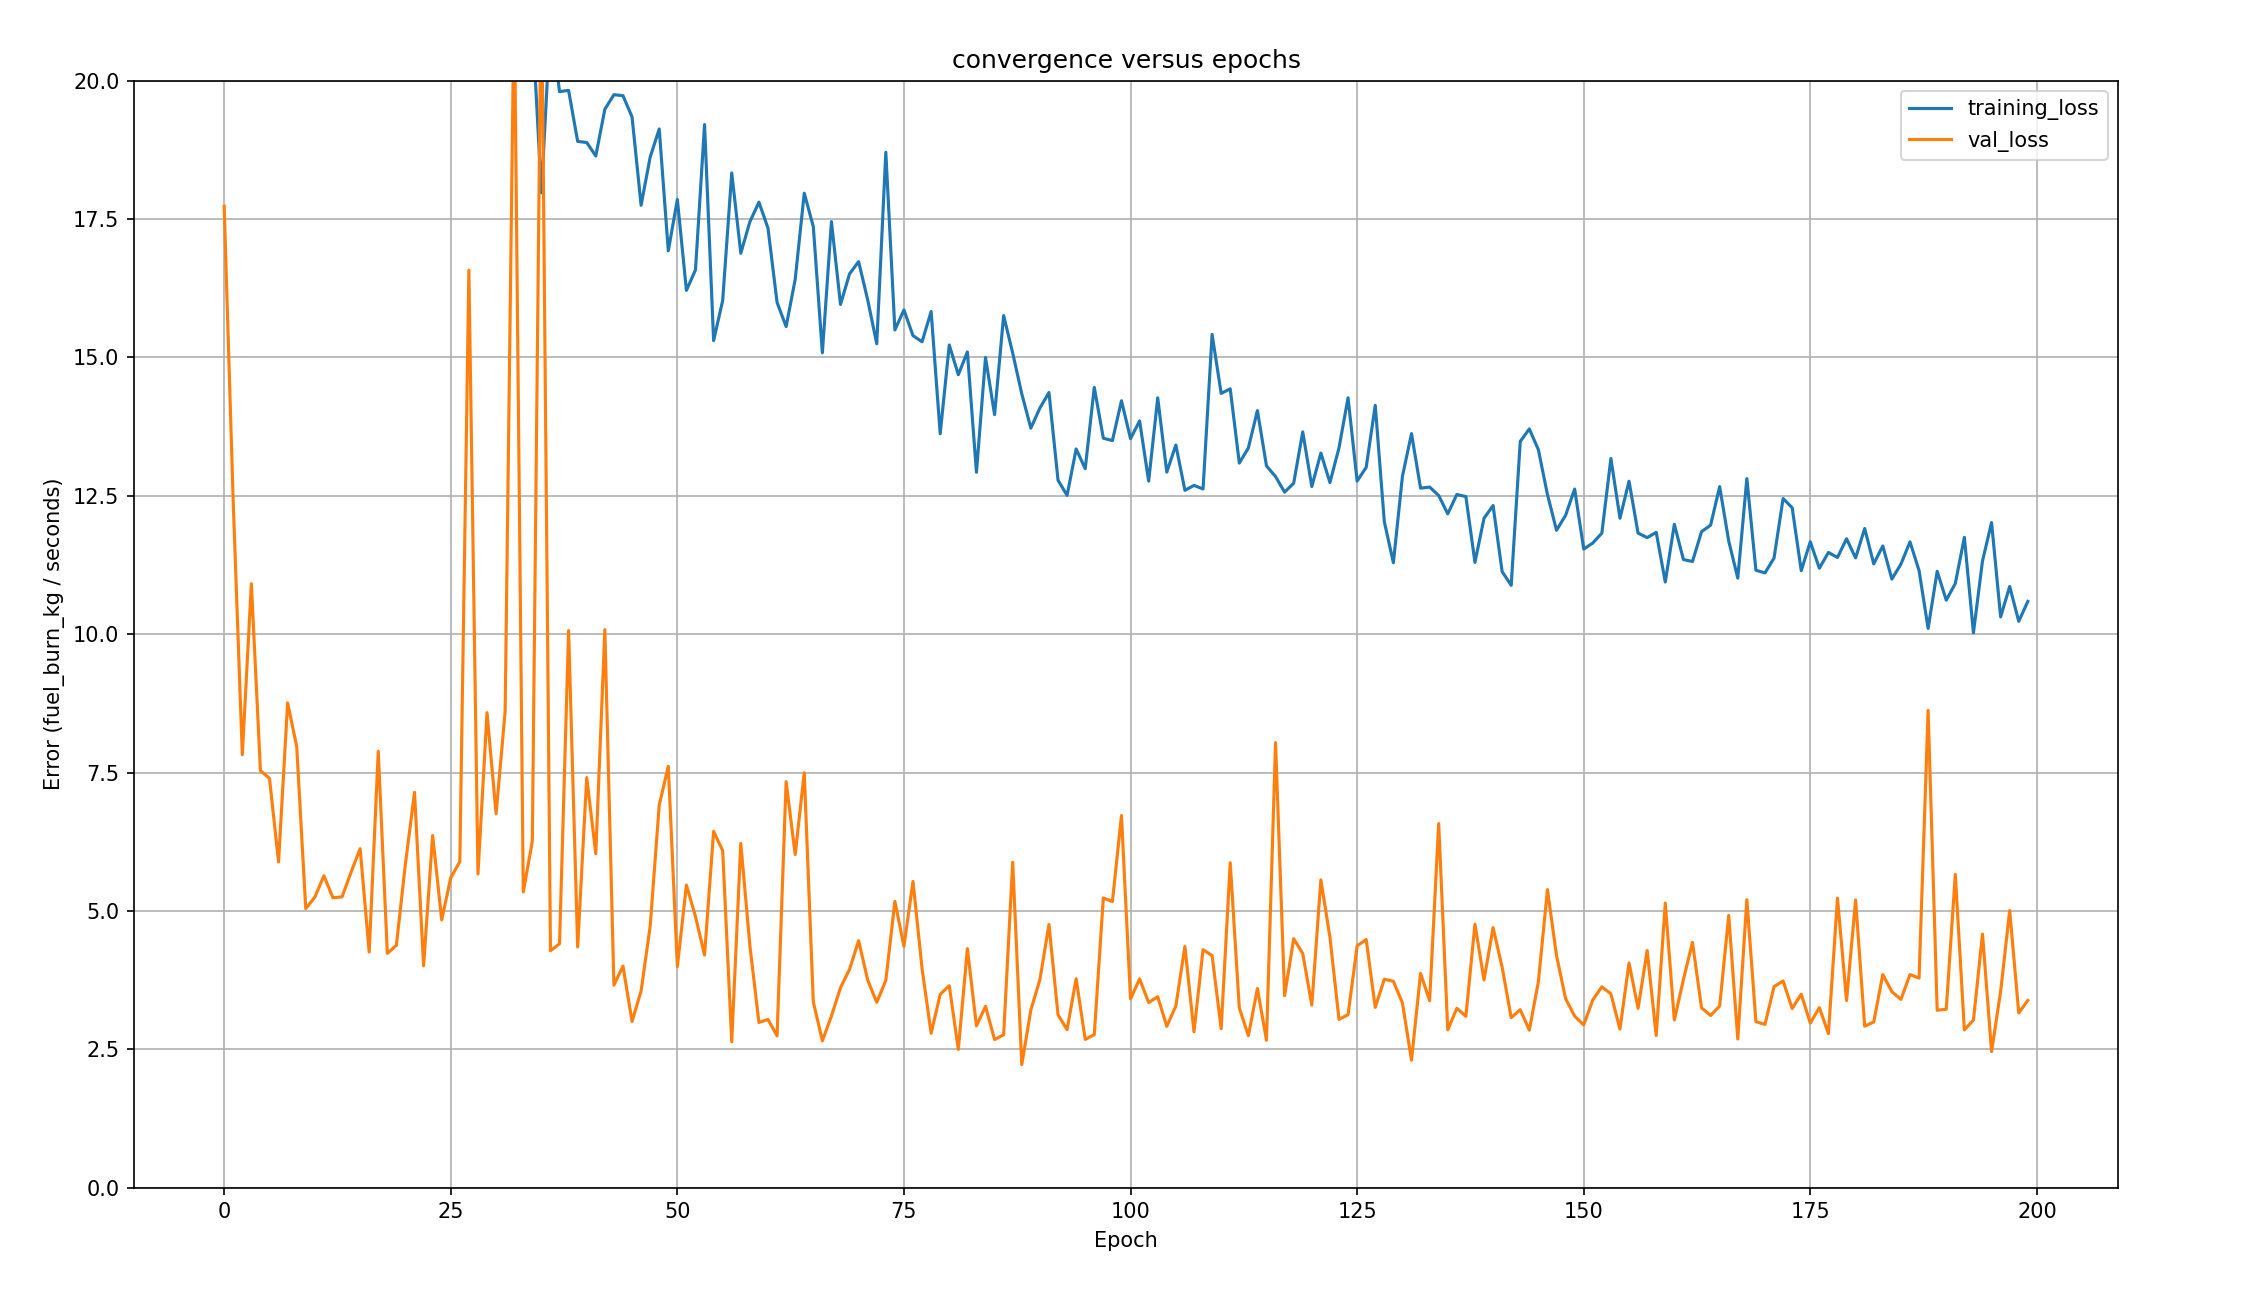 convergence versus epochs
training_loss
val_loss
20.0
17.5
15.0
12.5
10.0
7.5
5.0
2.5
0.0
Error (fuel_burn_kg / seconds)
0 25 50 75 100 125 150 175 200
Epoch